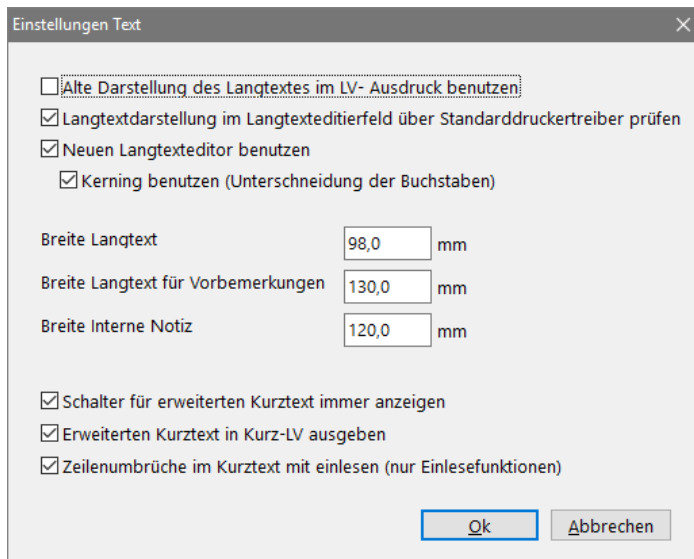 Einstellungen Text
Alte Darstellung des Langtextes im LV- Ausdruck benutzen
Langtextdarstellung im Langtexteditierfeld über Standarddruckertreiber prüfen
Neuen Langtexteditor benutzen
Kerning benutzen (Unterschneidung der Buchstaben)
Breite Langtext 98,0 mm
Breite Langtext für Vorbemerkungen 130,0 mm
Breite Interne Notiz 120,0 mm
Schalter für erweiterten Kurztext immer anzeigen
Erweiterten Kurztext in Kurz-LV ausgeben
Zeilenumbrüche im Kurztext mit einlesen (nur Einlesefunktionen)
Ok Abbrechen